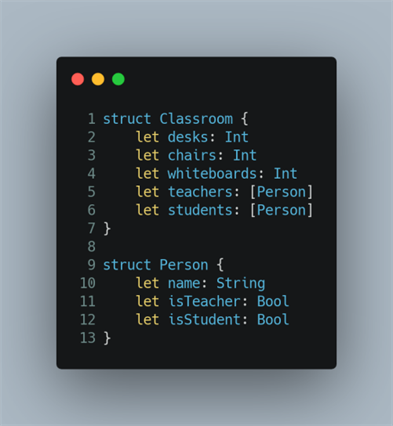 1 struct Classroom {
2     let desks: Int
3     let chairs: Int
4     let whiteboards: Int
5     let teachers: [Person]
6     let students: [Person]
7 }
8
9 struct Person {
10     let name: String
11     let isTeacher: Bool
12     let isStudent: Bool
13 }